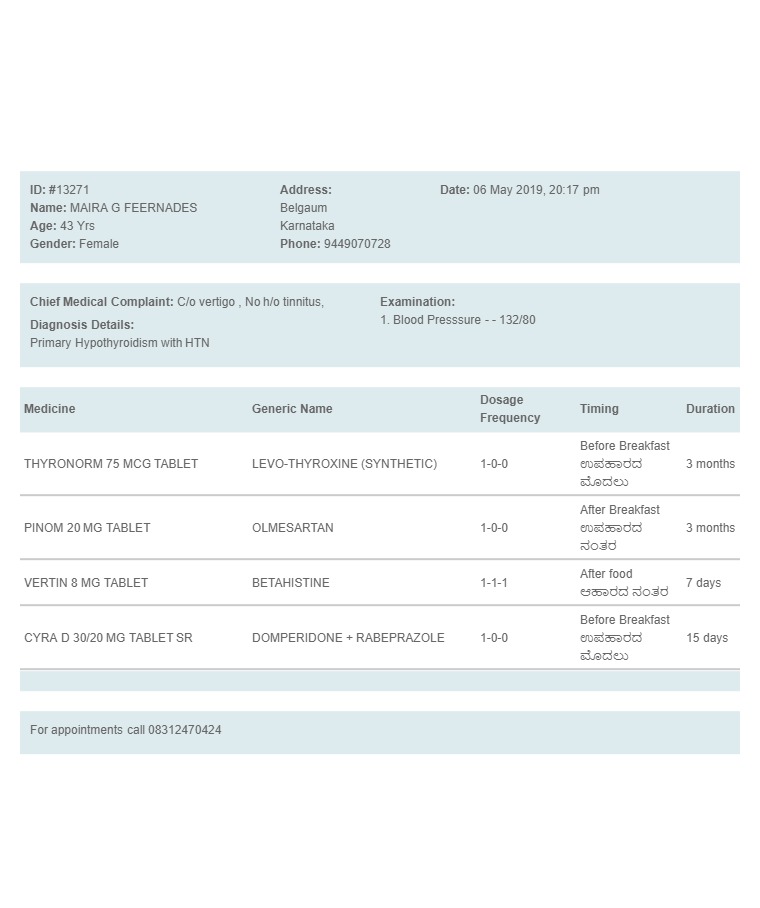 ID: #13271
Name: MAIRA G FEERNADES
Age: 43 Yrs
Gender: Female
Address:
Belgaum
Karnataka
Phone: 9449070728
Date: 06 May 2019, 20:17 pm
Chief Medical Complaint: C/o vertigo , No h/o tinnitus,
Diagnosis Details:
Primary Hypothyroidism with HTN
Examination:
1. Blood Presssure - - 132/80
Medicine Generic Name Dosage Frequency Timing Duration
THYRONORM 75 MCG TABLET LEVO-THYROXINE (SYNTHETIC) 1-0-0 Before Breakfast ಉಪಹಾರದ ಮೊದಲು 3 months
PINOM 20 MG TABLET OLMESARTAN 1-0-0 After Breakfast ಉಪಹಾರದ ನಂತರ 3 months
VERTIN 8 MG TABLET BETAHISTINE 1-1-1 After food ಆಹಾರದ ನಂತರ 7 days
CYRA D 30/20 MG TABLET SR DOMPERIDONE + RABEPRAZOLE 1-0-0 Before Breakfast ಉಪಹಾರದ ಮೊದಲು 15 days
For appointments call 08312470424